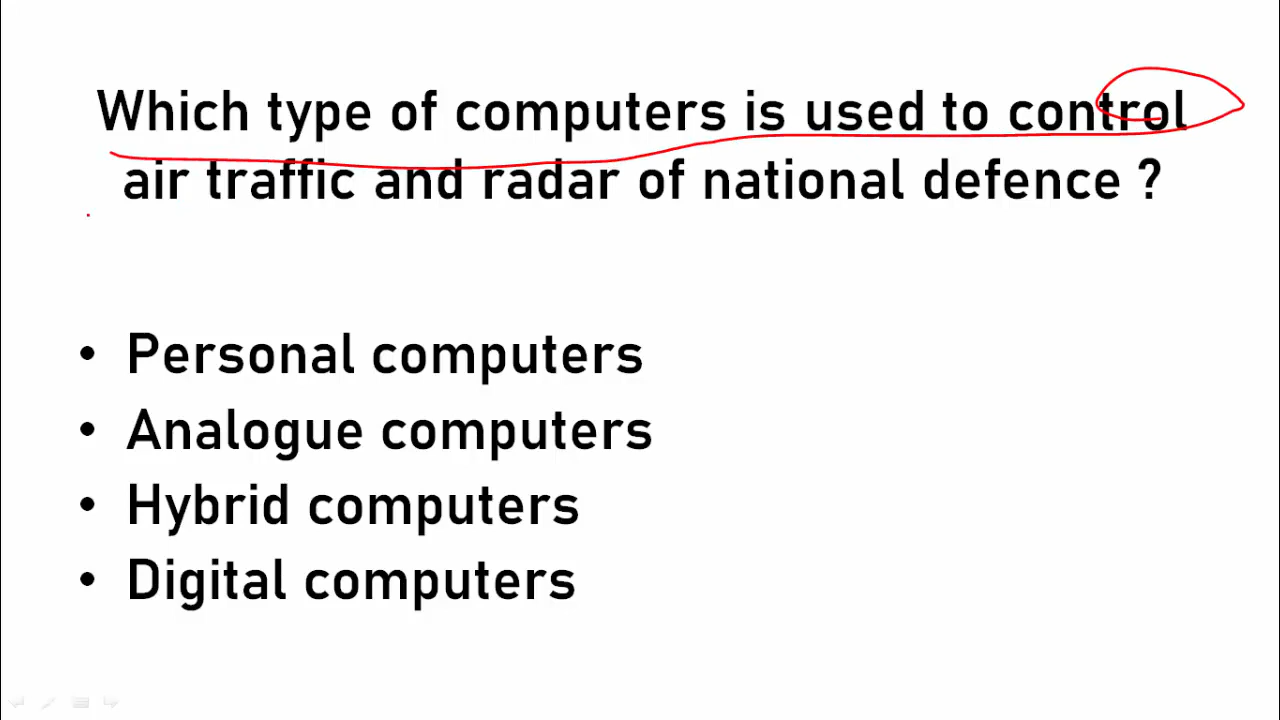 Which type of computers is used to control
air traffic and radar of national defence ?
• Personal computers
• Analogue computers
• Hybrid computers
• Digital computers